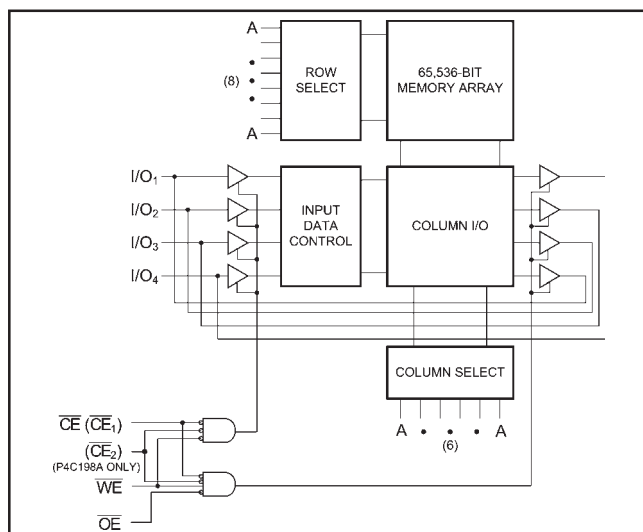 A
(8)
A
ROW
SELECT
65,536-BIT
MEMORY ARRAY
I/O1
I/O2
I/O3
I/O4
INPUT
DATA
CONTROL
COLUMN I/O
COLUMN SELECT
A • • • A
(6)
CE (CE1)
(CE2)
(P4C198A ONLY)
WE
OE